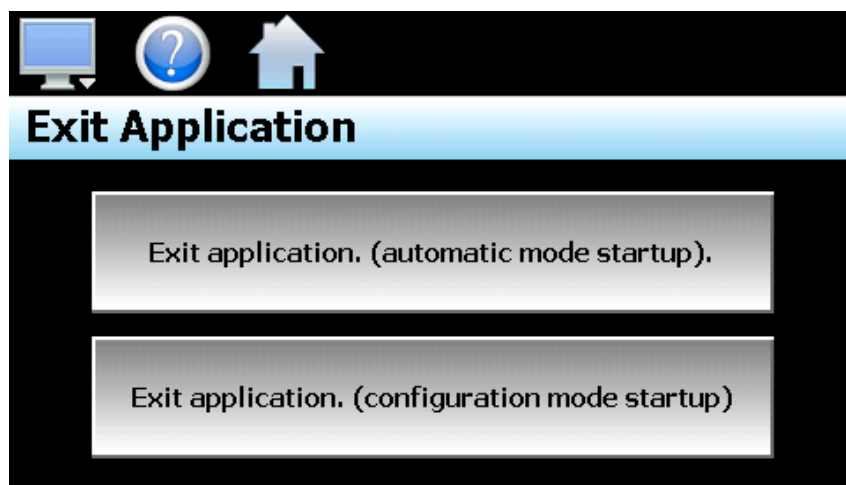 ?
Exit Application
Exit application. (automatic mode startup).
Exit application. (configuration mode startup)